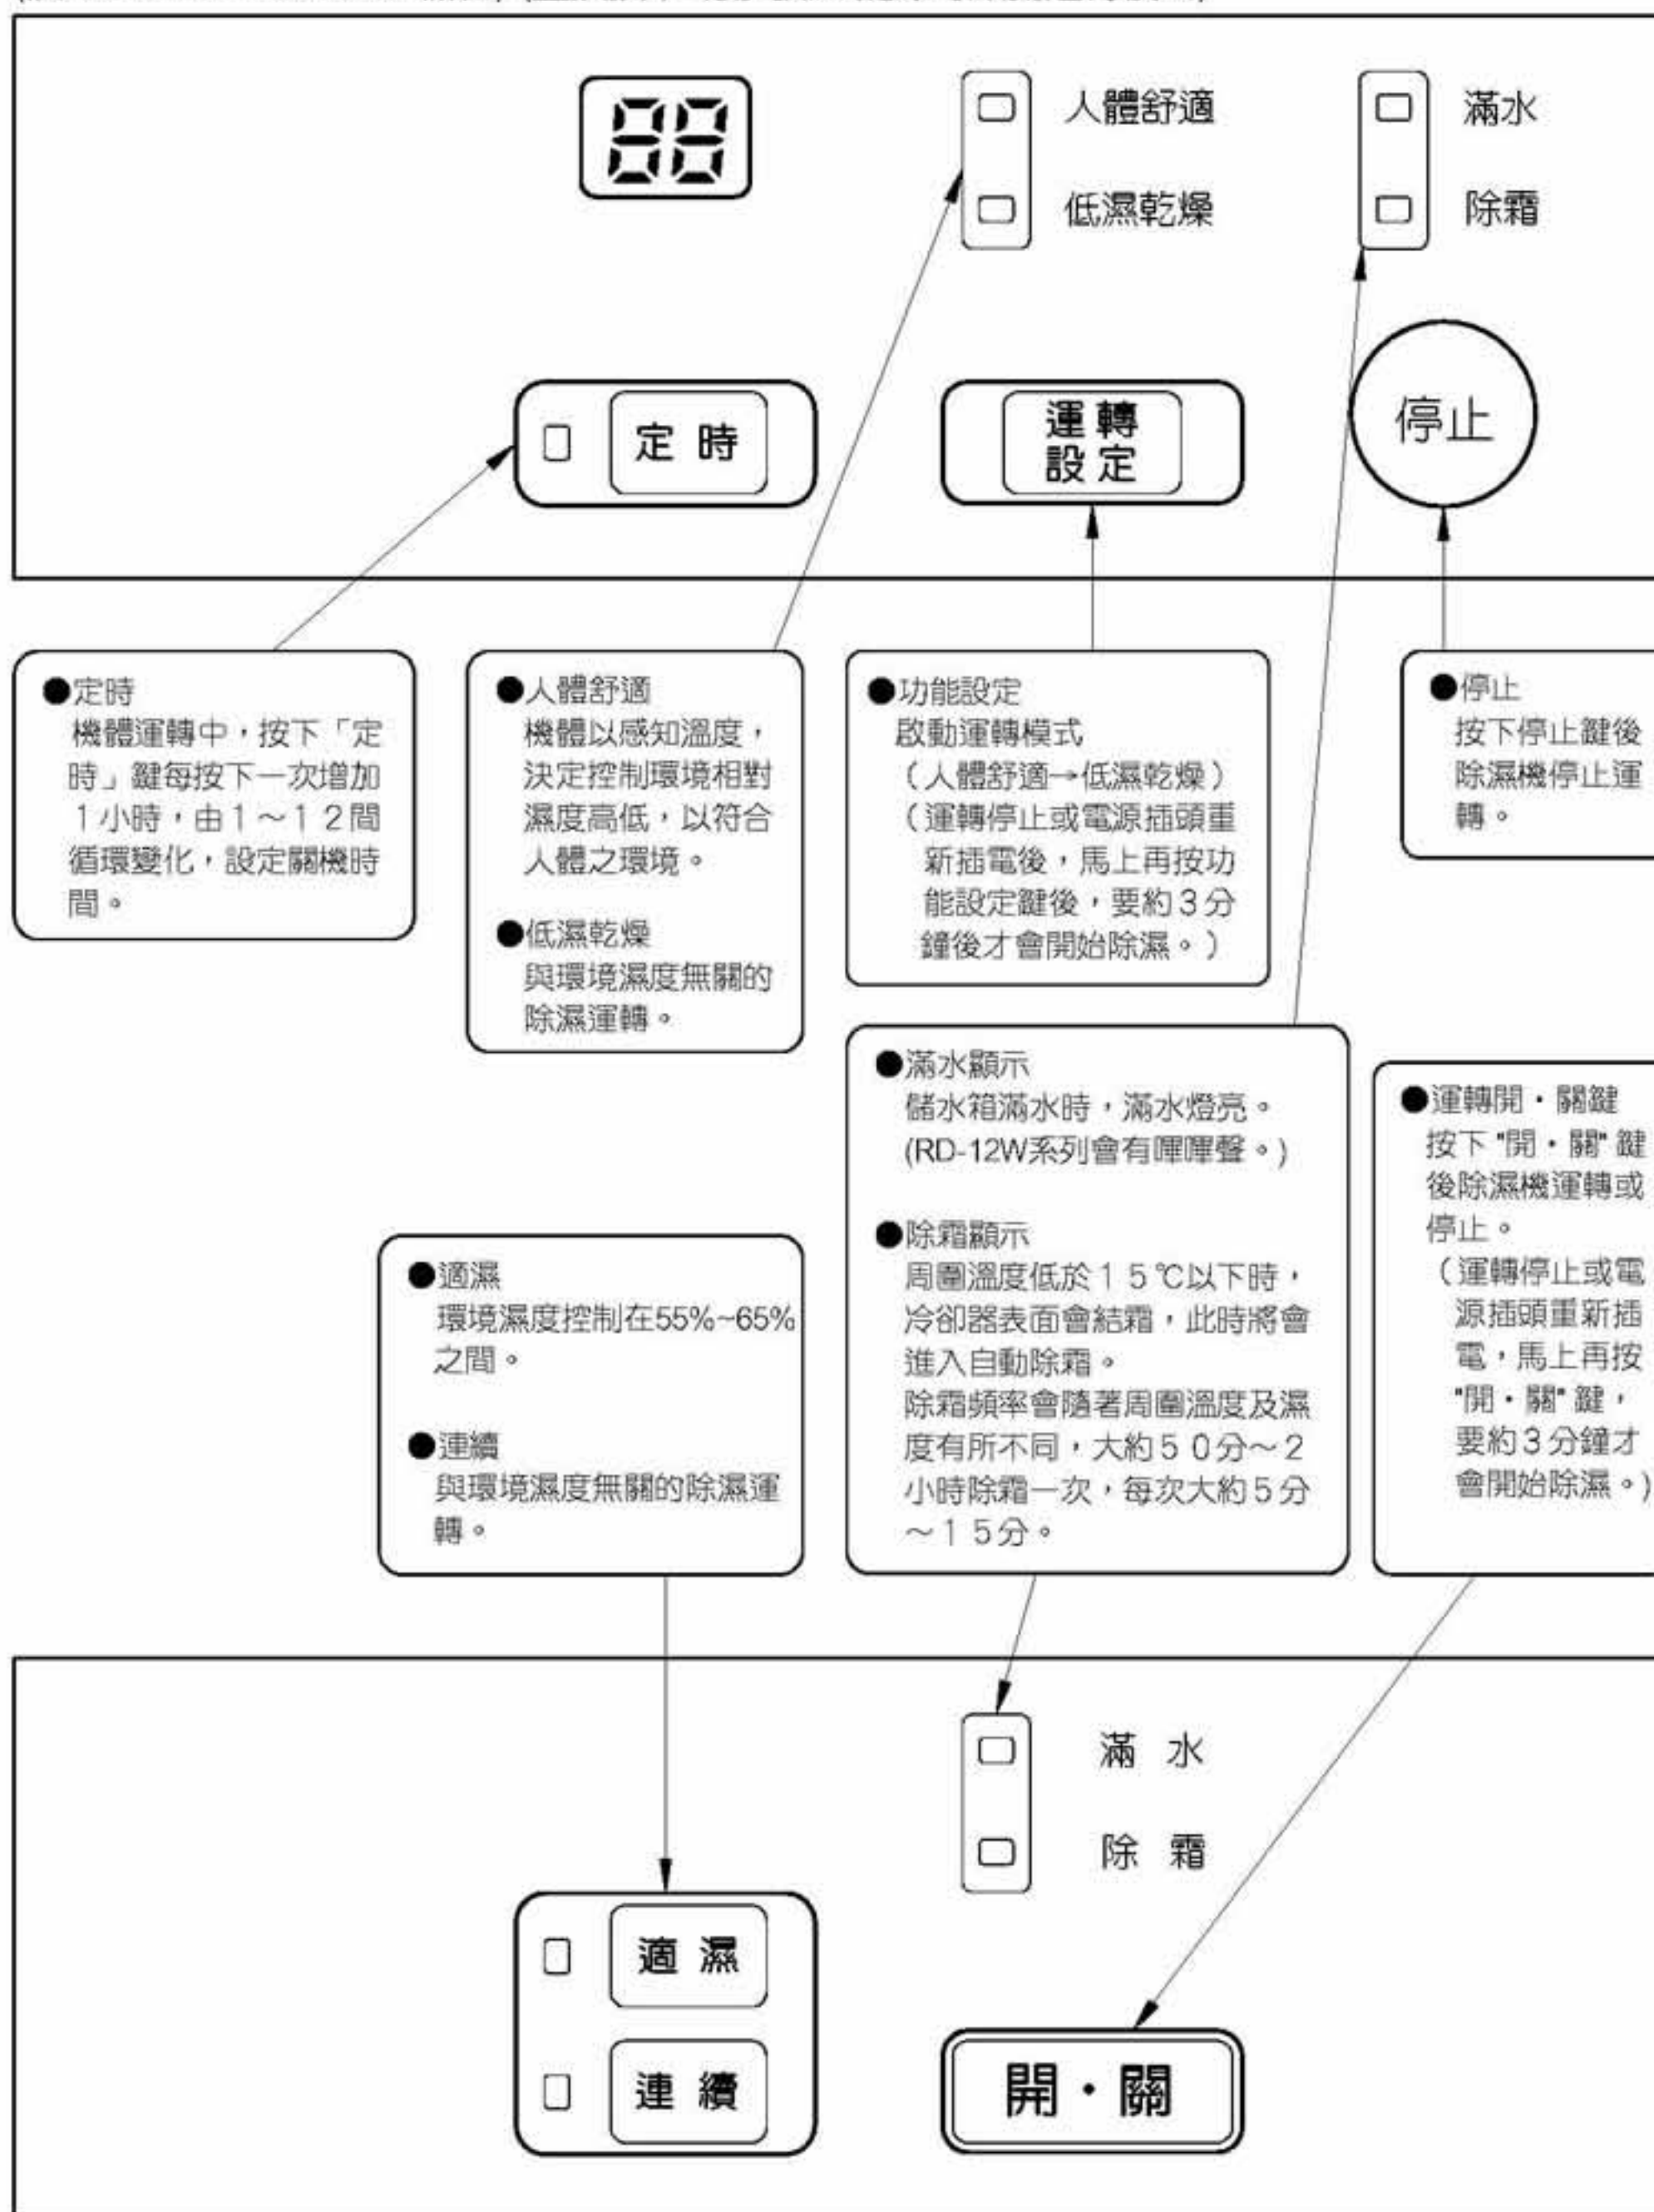 88
人體舒適
滿水
低濕乾燥
除霜
定時
運轉
設定
停止
●定時
機體運轉中，按下「定
時」鍵每按下一次增加
1小時，由1～12間
循環變化，設定關機時
間。
●人體舒適
機體以感知溫度，
決定控制環境相對
濕度高低，以符合
人體之環境。
●低濕乾燥
與環境濕度無關的
除濕運轉。
●功能設定
啟動運轉模式
（人體舒適→低濕乾燥）
（運轉停止或電源插頭重
新插電後，馬上再按功
能設定鍵後，要約3分
鐘後才會開始除濕。）
●停止
按下停止鍵後
除濕機停止運
轉。
●滿水顯示
儲水箱滿水時，滿水燈亮。
(RD-12W系列會有嗶嗶聲。)
●除霜顯示
周圍溫度低於15℃以下時，
冷卻器表面會結霜，此時將會
進入自動除霜。
除霜頻率會隨著周圍溫度及濕
度有所不同，大約50分～2
小時除霜一次，每次大約5分
～15分。
●運轉開・關鍵
按下"開・關"鍵
後除濕機運轉或
停止。
（運轉停止或電
源插頭重新插
電，馬上再按
"開・關"鍵，
要約3分鐘才
會開始除濕。)
●適濕
環境濕度控制在55%~65%
之間。
●連續
與環境濕度無關的除濕運
轉。
滿水
除霜
適濕
連續
開・關